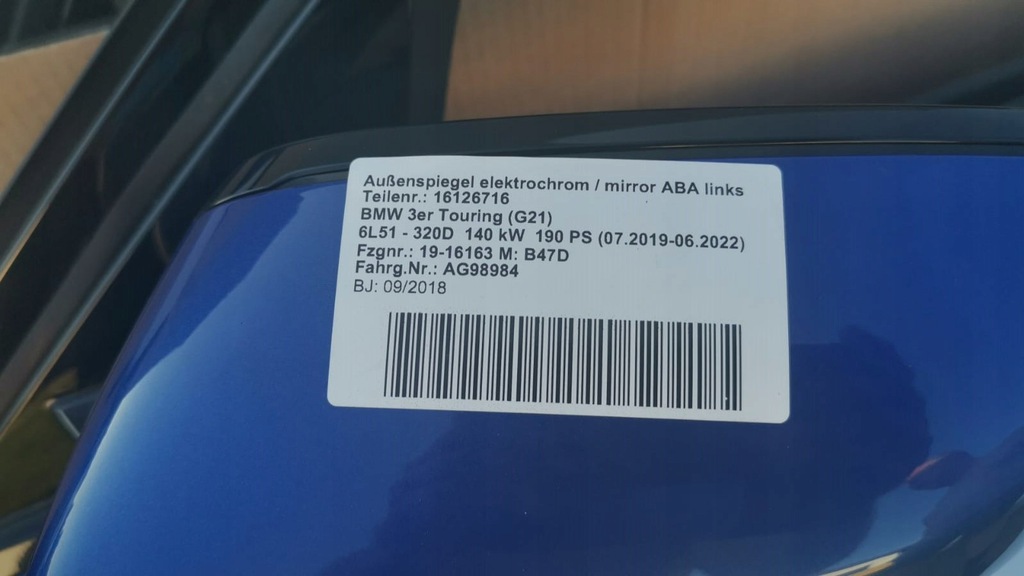 Außenspiegel elektrochrom / mirror ABA links
Teilenr.: 16126716
BMW 3er Touring (G21)
6L51 - 320D 140 kW 190 PS (07.2019-06.2022)
Fzgnr.: 19-16163 M: B47D
Fahrg.Nr.: AG98984
BJ: 09/2018